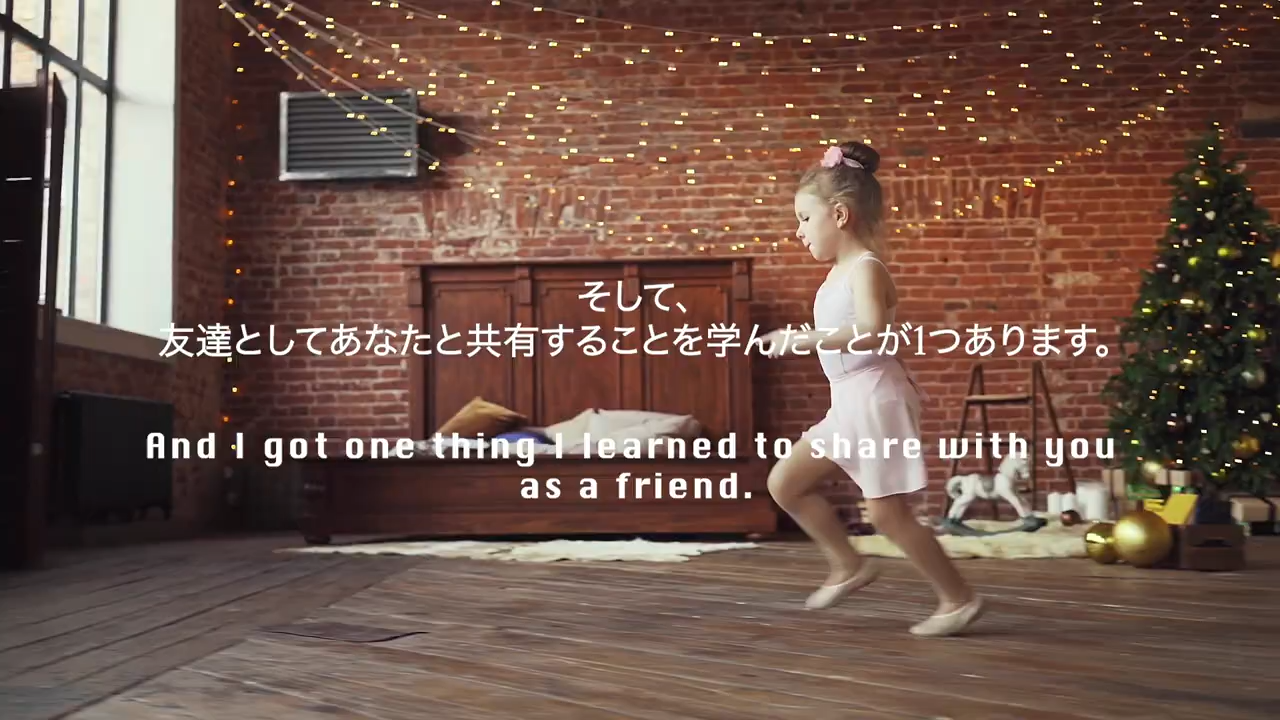 そして、
友達としてあなたと共有することを学んだことが1つあります。
And I got one thing I learned to share with you
as a friend.